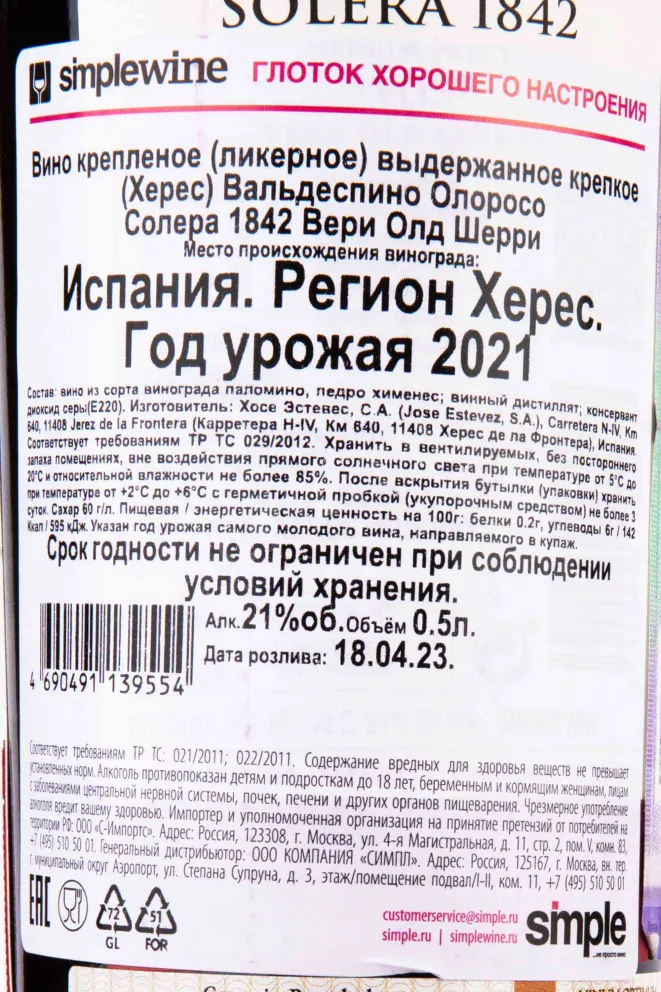 SOLERA 1842
simplewine ГЛОТОК ХОРОШЕГО НАСТРОЕНИЯ
Вино крепленое (ликерное) выдержанное крепкое
(Херес) Вальдеспино Олоросо
Солера 1842 Вери Олд Шерри
Место происхождения винограда:
Испания. Регион Херес.
Год урожая 2021
Состав: вино из сорта винограда паломино, педро хименес; винный дистиллят; консервант
диоксид серы(E220). Изготовитель: Хосе Эстевес, С.А. (Jose Estevez, S.A.), Carretera N-IV, Km
640, 11408 Jerez de la Frontera (Карретера Н-IV, Км 640, 11408 Херес де ла Фронтера), Испания.
Соответствует требованиям ТР ТС 029/2012. Хранить в вентилируемых, без постороннего
запаха помещениях, вне воздействия прямого солнечного света при температуре от 5°C до
20°C и относительной влажности не более 85%. После вскрытия бутылки (упаковки) хранить
при температуре от +2°C до +6°C с герметичной пробкой (укупорочным средством) не более 3
суток. Сахар 60 г/л. Пищевая / энергетическая ценность на 100г: белки 0.2г, углеводы 6г / 142
Ккал / 595 кДж. Указан год урожая самого молодого вина, направляемого в купаж.
Срок годности не ограничен при соблюдении
условий хранения.
Алк. 21%об. Объём 0.5л.
Дата розлива: 18.04.23.
4 690491 139554
Соответствует требованиям ТР ТС: 021/2011; 022/2011. Содержание вредных для здоровья веществ не превышает
установленных норм. Алкоголь противопоказан детям и подросткам до 18 лет, беременным и кормящим женщинам, лицам
с заболеваниями центральной нервной системы, почек, печени и других органов пищеварения. Чрезмерное употребление
алкоголя вредит вашему здоровью. Импортер и уполномоченная организация на принятие претензий от потребителей на
территории РФ: ООО «С-Импортс». Адрес: Россия, 123308, г. Москва, ул. 4-я Магистральная, д. 11, стр. 2, пом. V, комн. 83,
+7 (495) 510 50 01. Генеральный дистрибьютор: ООО КОМПАНИЯ «СИМПЛ». Адрес: Россия, 125167, г. Москва, вн. тер.
г. муниципальный округ Аэропорт, ул. Степана Супруна, д. 3, этаж/помещение подвал/I-II, ком. 11, +7 (495) 510 50 01
EAC 72 GL 51 FOR
customerservice@simple.ru
simple.ru | simplewine.ru
simple
...не просто вино